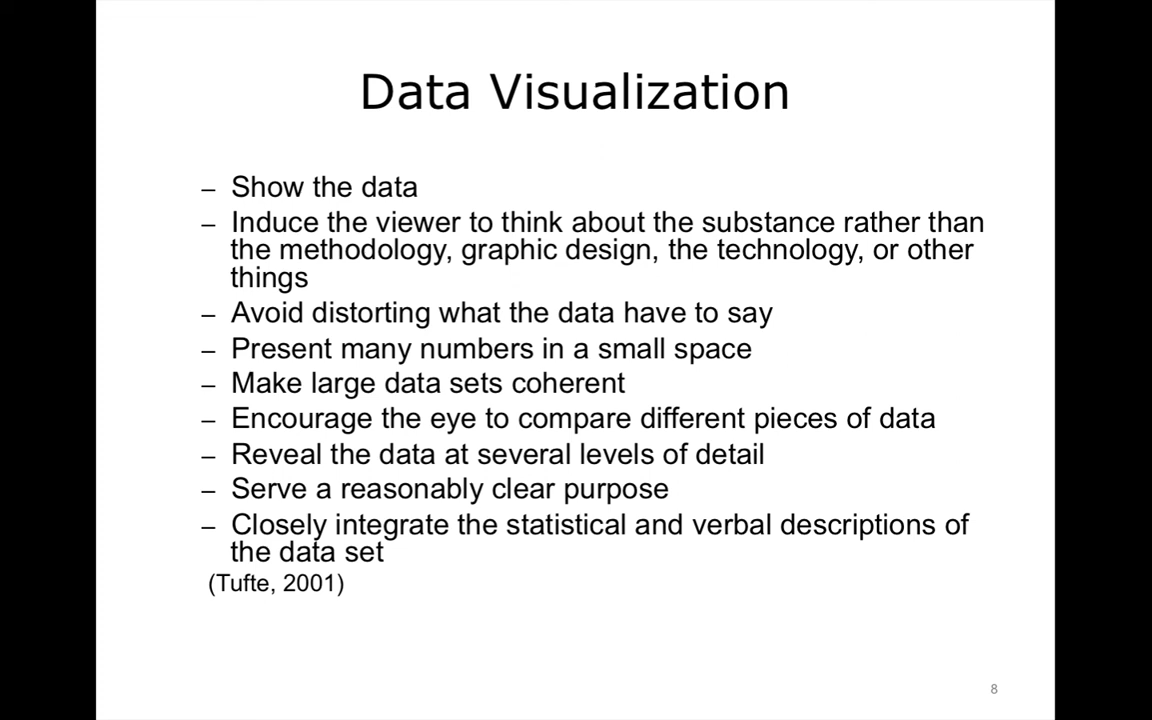 Data Visualization
– Show the data
– Induce the viewer to think about the substance rather than
the methodology, graphic design, the technology, or other
things
– Avoid distorting what the data have to say
– Present many numbers in a small space
– Make large data sets coherent
– Encourage the eye to compare different pieces of data
– Reveal the data at several levels of detail
– Serve a reasonably clear purpose
– Closely integrate the statistical and verbal descriptions of
the data set
(Tufte, 2001)
8